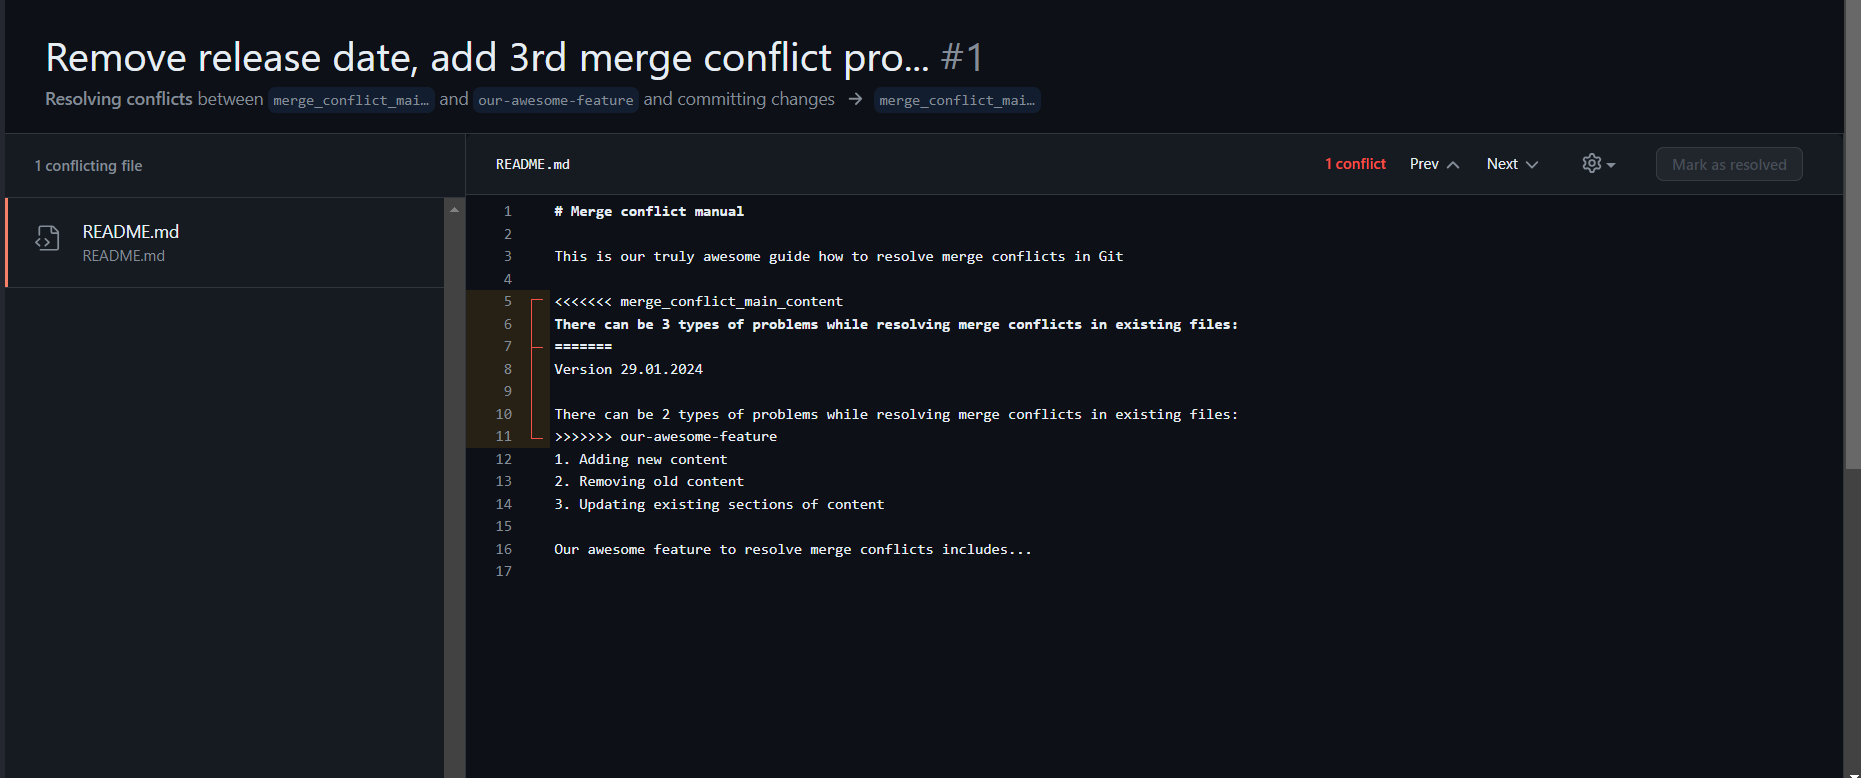 Remove release date, add 3rd merge conflict pro... #1
Resolving conflicts between merge_conflict_mai... and our-awesome-feature and committing changes → merge_conflict_mai...
1 conflicting file
README.md
README.md
README.md
1 conflict Prev Next Mark as resolved
1 # Merge conflict manual
2
3 This is our truly awesome guide how to resolve merge conflicts in Git
4
5 <<<<<<< merge_conflict_main_content
6 There can be 3 types of problems while resolving merge conflicts in existing files:
7 =======
8 Version 29.01.2024
9
10 There can be 2 types of problems while resolving merge conflicts in existing files:
11 >>>>>>> our-awesome-feature
12 1. Adding new content
13 2. Removing old content
14 3. Updating existing sections of content
15
16 Our awesome feature to resolve merge conflicts includes...
17